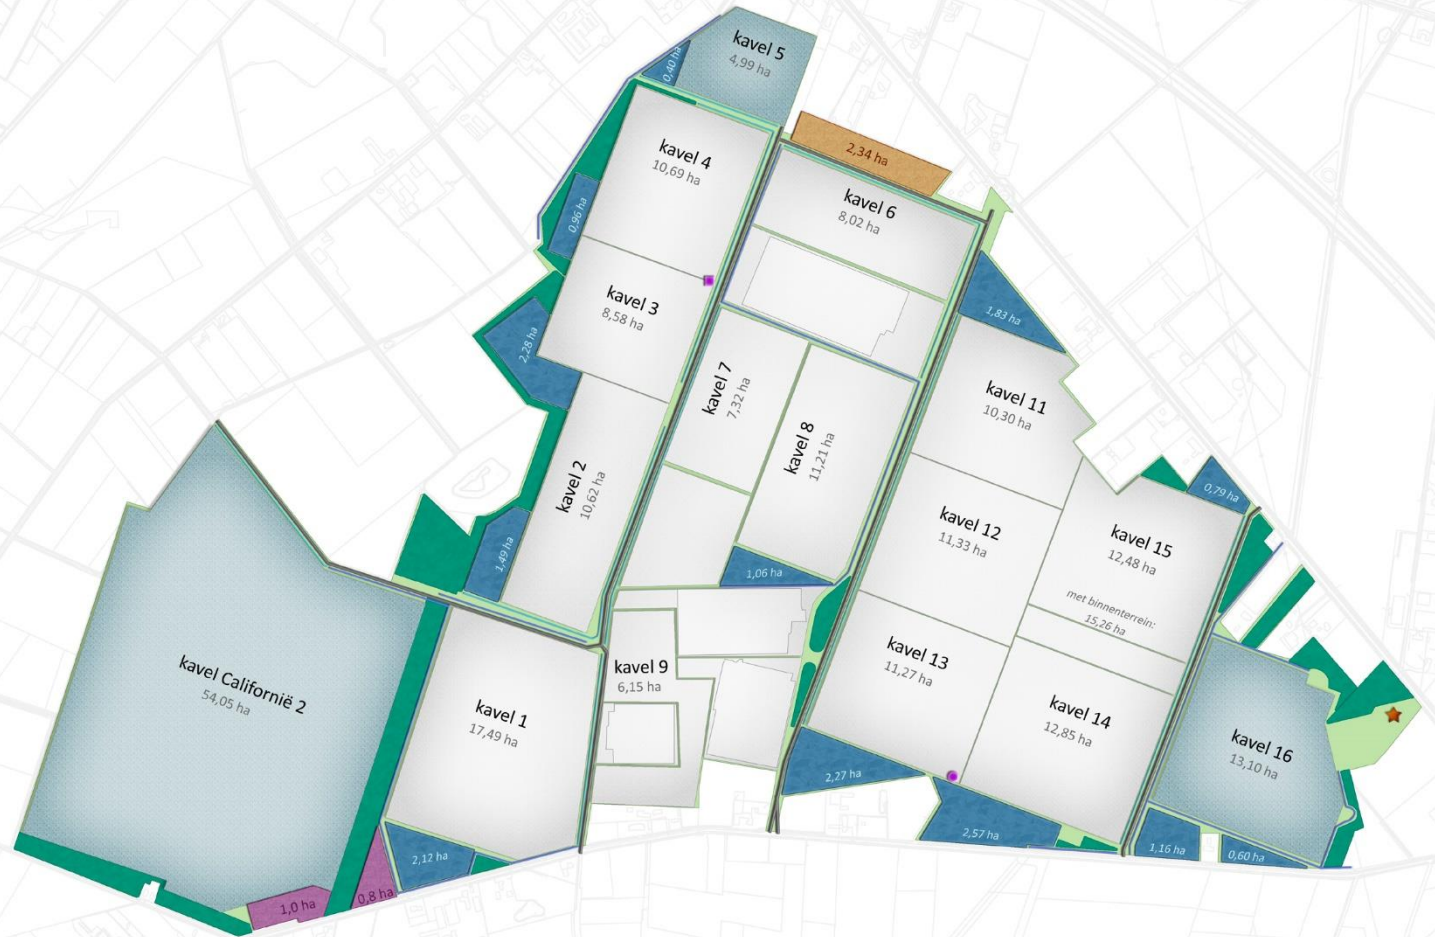 kavel 5
4,99 ha
0,40 ha
kavel 4
10,69 ha
2,34 ha
kavel 6
8,02 ha
0,96 ha
kavel 3
8,58 ha
1,83 ha
2,28 ha
kavel 7
7,32 ha
kavel 11
10,30 ha
kavel 8
11,21 ha
kavel 2
10,62 ha
0,79 ha
kavel 12
11,33 ha
kavel 15
12,48 ha
met binnenterrein:
15,26 ha
1,49 ha
1,06 ha
kavel Californië 2
54,05 ha
kavel 9
6,15 ha
kavel 13
11,27 ha
kavel 1
17,49 ha
kavel 14
12,85 ha
kavel 16
13,10 ha
2,27 ha
2,57 ha
1,16 ha
0,60 ha
2,12 ha
0,8 ha
1,0 ha